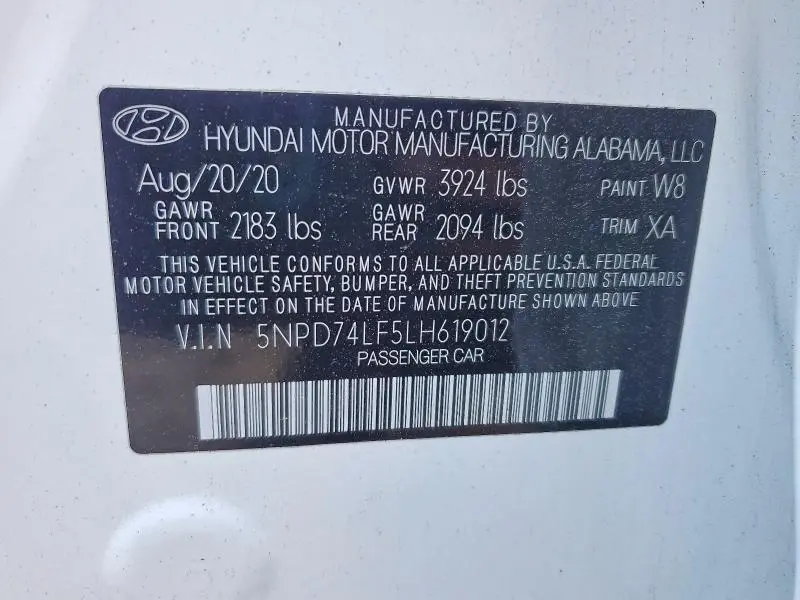 MANUFACTURED BY
HYUNDAI MOTOR MANUFACTURING ALABAMA, LLC
Aug/20/20 GVWR 3924 lbs PAINT W8
GAWR FRONT 2183 lbs GAWR REAR 2094 lbs TRIM XA
THIS VEHICLE CONFORMS TO ALL APPLICABLE U.S.A. FEDERAL
MOTOR VEHICLE SAFETY, BUMPER, AND THEFT PREVENTION STANDARDS
IN EFFECT ON THE DATE OF MANUFACTURE SHOWN ABOVE
V.I.N 5NPD74LF5LH619012
PASSENGER CAR